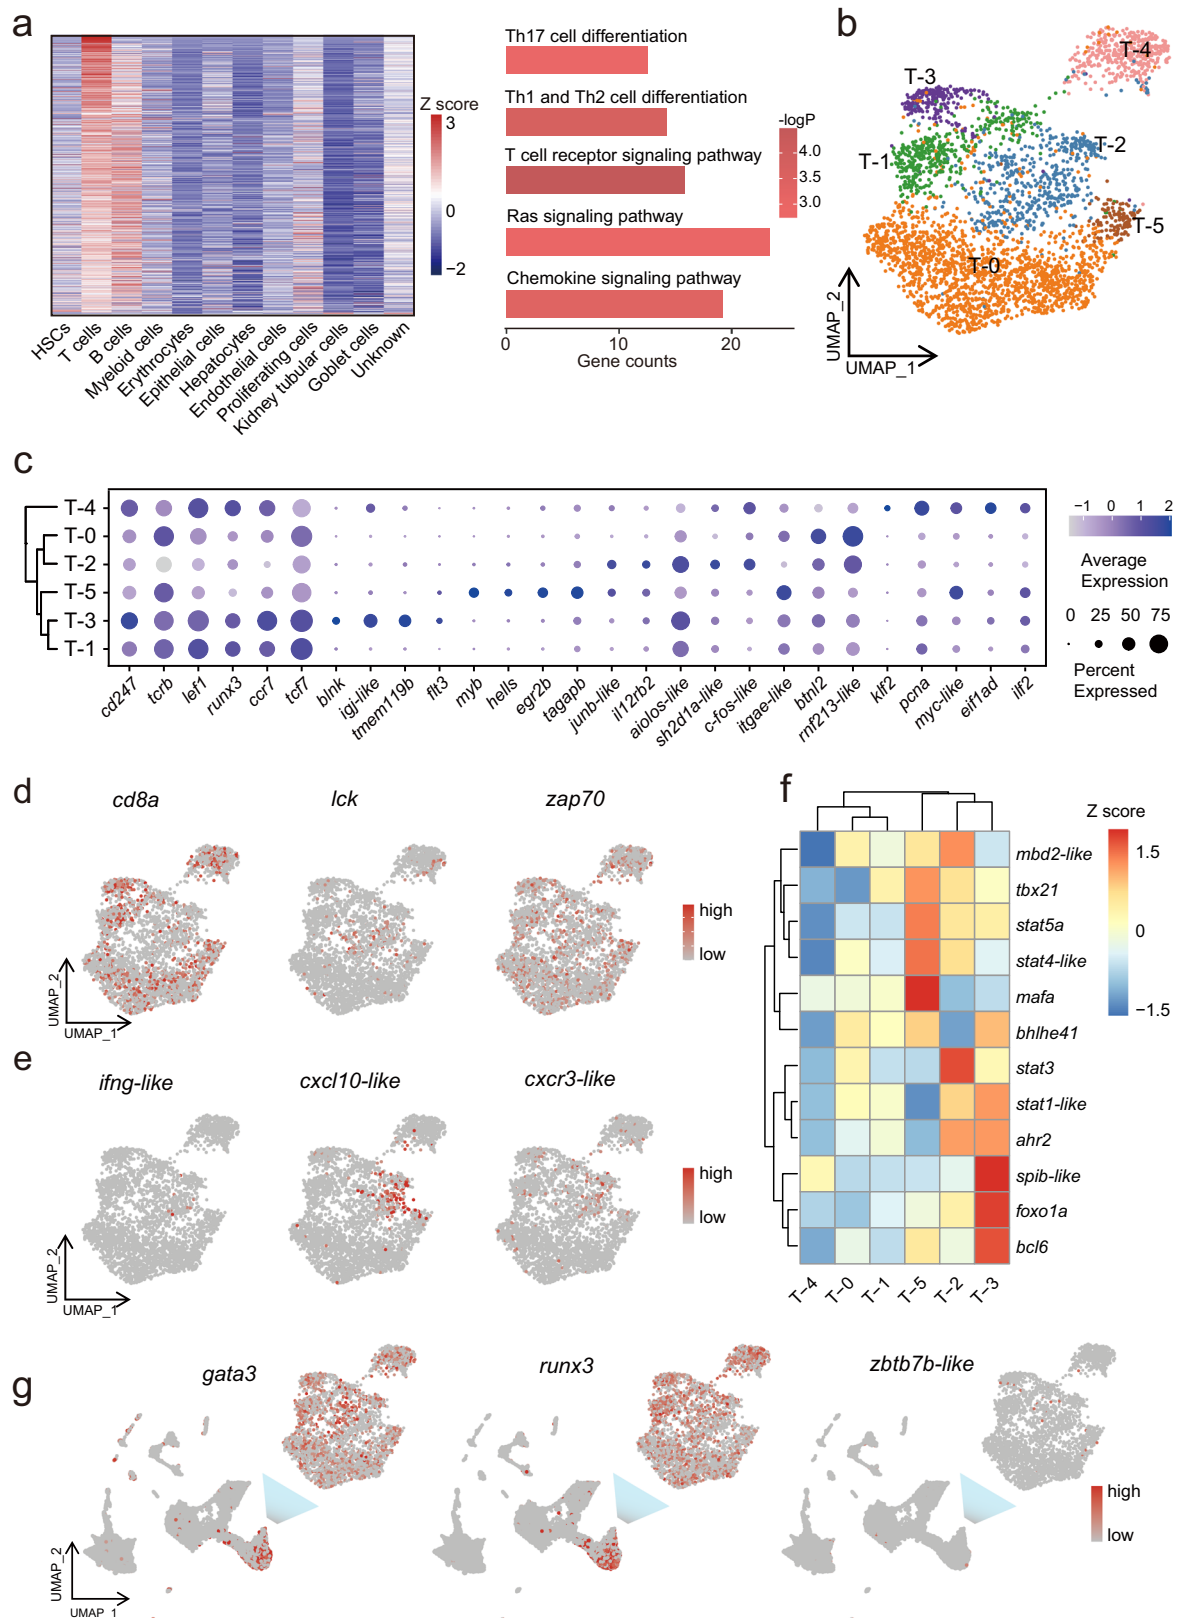 a
Z score
3
0
−2
HSCs
T cells
B cells
Myeloid cells
Erythrocytes
Epithelial cells
Hepatocytes
Endothelial cells
Proliferating cells
Kidney tubular cells
Goblet cells
Unknown
Th17 cell differentiation
Th1 and Th2 cell differentiation
T cell receptor signaling pathway
Ras signaling pathway
Chemokine signaling pathway
0 10 20
Gene counts
-logP
4.0
3.5
3.0
b
T-4
T-3
T-2
T-1
T-5
T-0
UMAP_2
UMAP_1
c
T-4
T-0
T-2
T-5
T-3
T-1
cd247
tcrb
lef1
runx3
ccr7
tcf7
blnk
igj-like
tmem119b
flt3
myb
hells
egr2b
tagapb
junb-like
il12rb2
aiolos-like
sh2d1a-like
c-fos-like
itgae-like
btnl2
rnf213-like
klf2
pcna
myc-like
eif1ad
ilf2
−1 0 1 2
Average
Expression
0 25 50 75
Percent
Expressed
d
cd8a
lck
zap70
high
low
UMAP_2
UMAP_1
e
ifng-like
cxcl10-like
cxcr3-like
high
low
UMAP_2
UMAP_1
f
Z score
1.5
0
−1.5
mbd2-like
tbx21
stat5a
stat4-like
mafa
bhlhe41
stat3
stat1-like
ahr2
spib-like
foxo1a
bcl6
T−4
T−0
T−1
T−5
T−2
T−3
g
gata3
runx3
zbtb7b-like
high
low
UMAP_2
UMAP_1